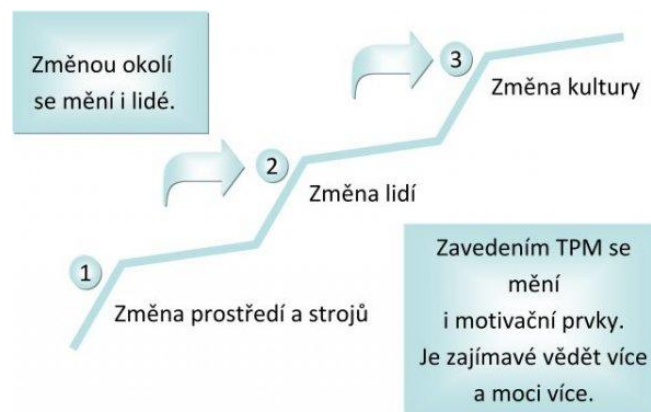 Změnou okolí
se mění i lidé.
3
Změna kultury
2
Změna lidí
1
Změna prostředí a strojů
Zavedením TPM se
mění
i motivační prvky.
Je zajímavé vědět více
a moci více.